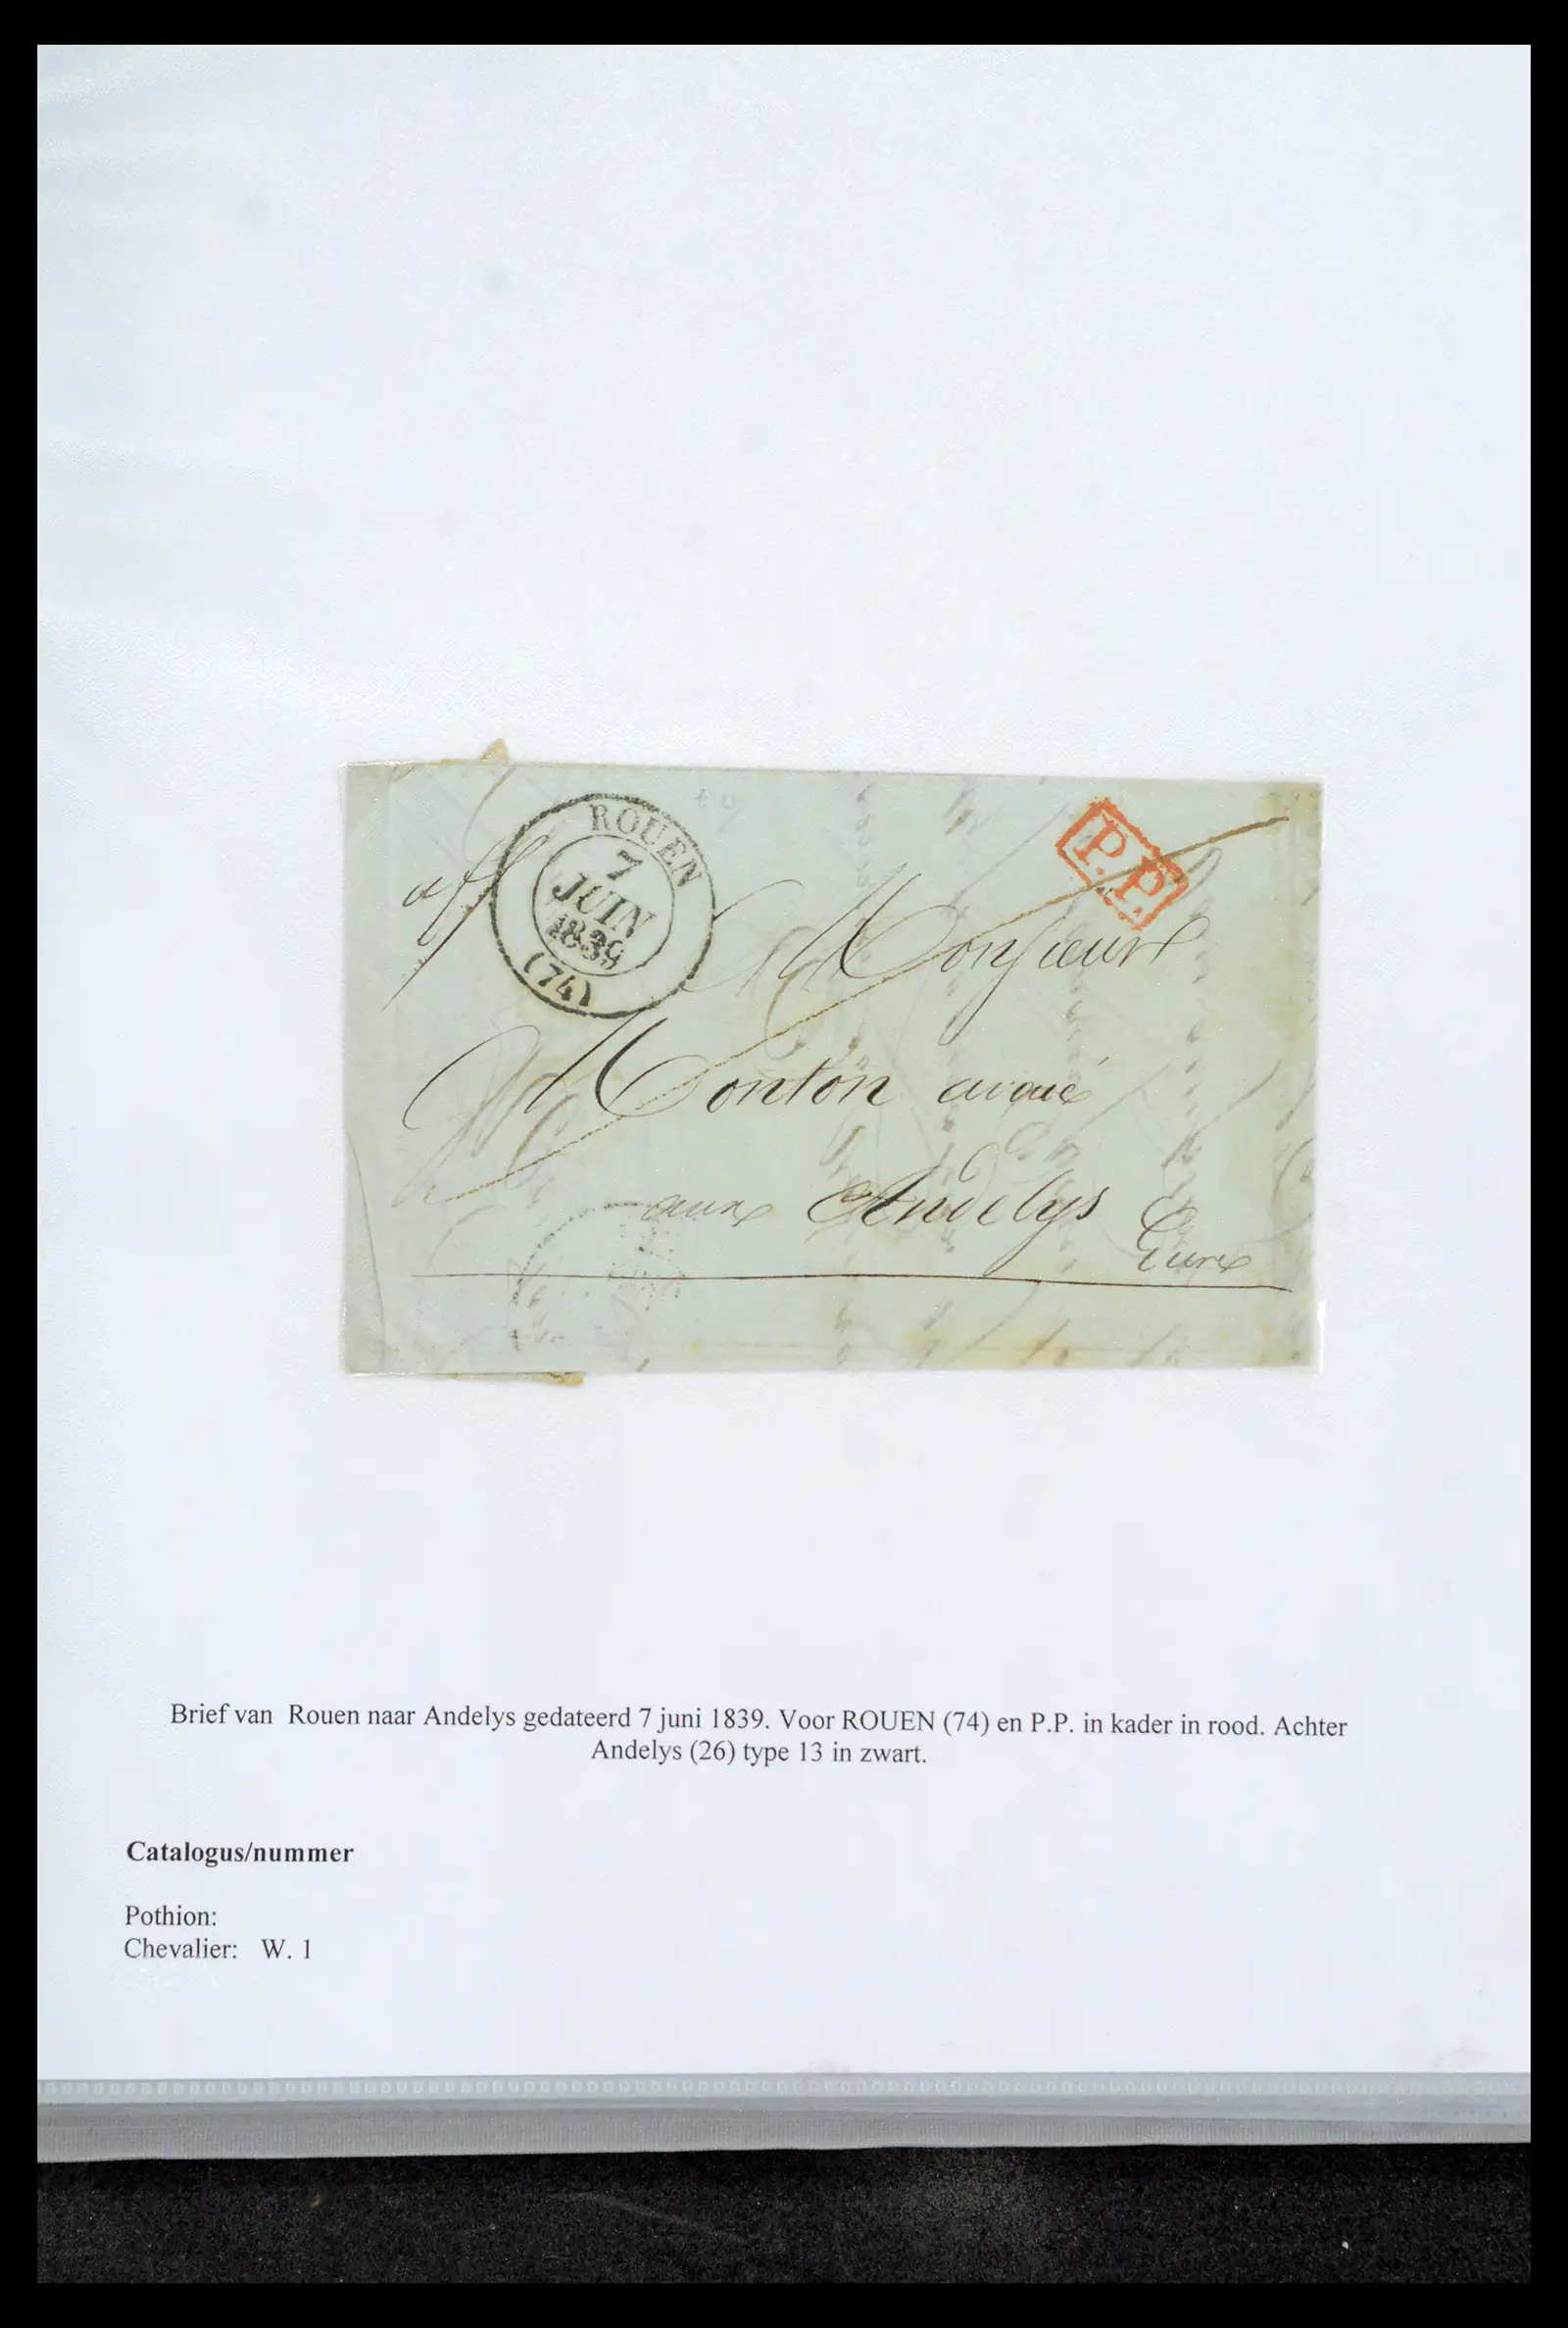 ROUEN
7
JUIN
1839
(74)
P.P.
aff
Monsieur
Monton avoué
aux Andelys
Eure
Brief van Rouen naar Andelys gedateerd 7 juni 1839. Voor ROUEN (74) en P.P. in kader in rood. Achter
Andelys (26) type 13 in zwart.
Catalogus/nummer
Pothion:
Chevalier: W. 1